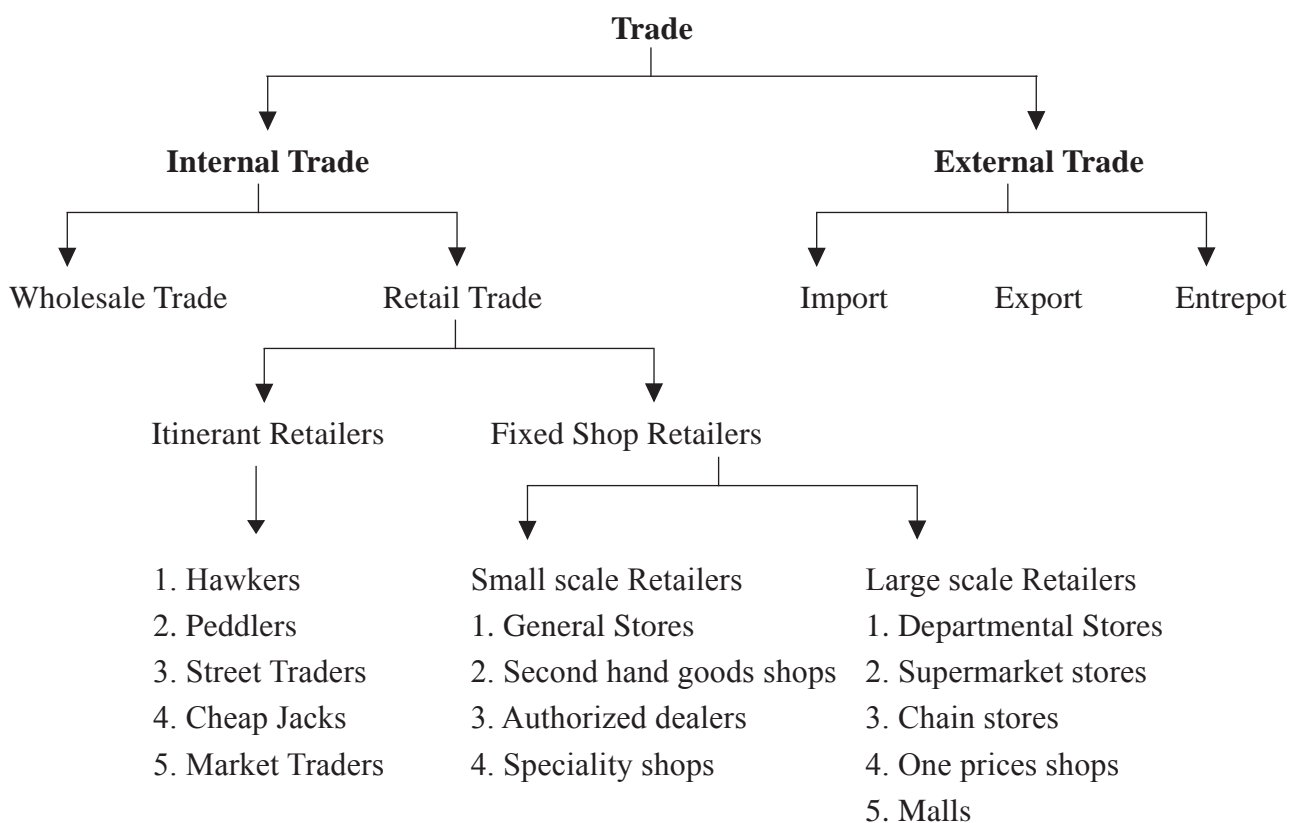 Trade
Internal Trade
External Trade
Wholesale Trade
Retail Trade
Import
Export
Entrepot
Itinerant Retailers
Fixed Shop Retailers
1. Hawkers
2. Peddlers
3. Street Traders
4. Cheap Jacks
5. Market Traders
Small scale Retailers
1. General Stores
2. Second hand goods shops
3. Authorized dealers
4. Speciality shops
Large scale Retailers
1. Departmental Stores
2. Supermarket stores
3. Chain stores
4. One prices shops
5. Malls